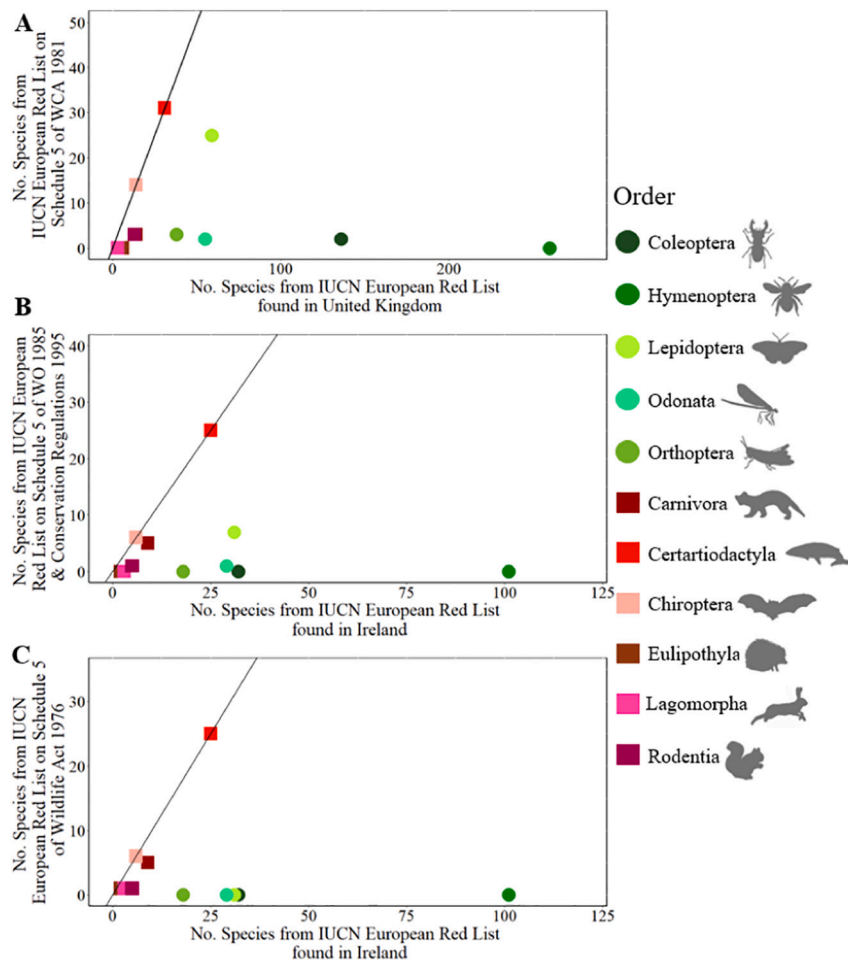 A
No. Species from
IUCN European Red List on
Schedule 5 of WCA 1981
50
40
30
20
10
0
0
100
200
No. Species from IUCN European Red List
found in United Kingdom
B
No. Species from IUCN European
Red List on Schedule 5 of WO 1985
& Conservation Regulations 1995
40
30
20
10
0
0
25
50
75
100
125
No. Species from IUCN European Red List
found in Ireland
C
No. Species from IUCN
European Red List on Schedule 5
of Wildlife Act 1976
30
20
10
0
0
25
50
75
100
125
No. Species from IUCN European Red List
found in Ireland
Order
Coleoptera
Hymenoptera
Lepidoptera
Odonata
Orthoptera
Carnivora
Certartiodactyla
Chiroptera
Eulipothyla
Lagomorpha
Rodentia